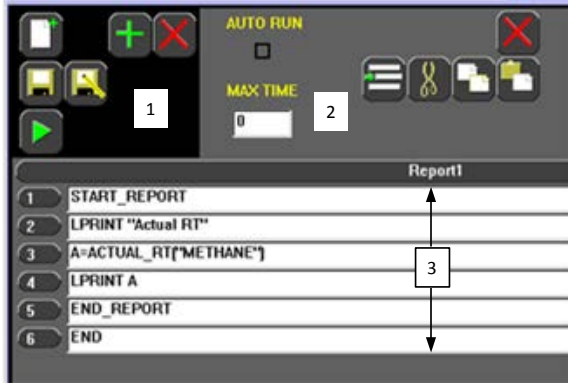 AUTO RUN
MAX TIME
0
1
2
Report1
1 START_REPORT
2 LPRINT "Actual RT"
3 A=ACTUAL_RT("METHANE")
4 LPRINT A
5 END_REPORT
6 END
3